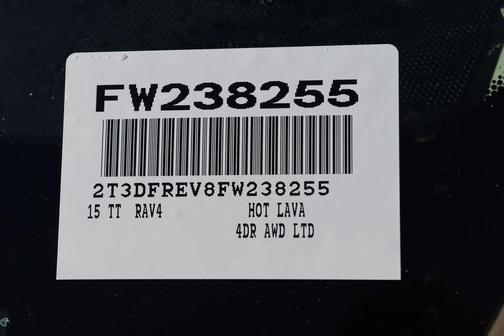 FW238255
2T3DFREV8FW238255
15 TT RAV4 HOT LAVA
4DR AWD LTD